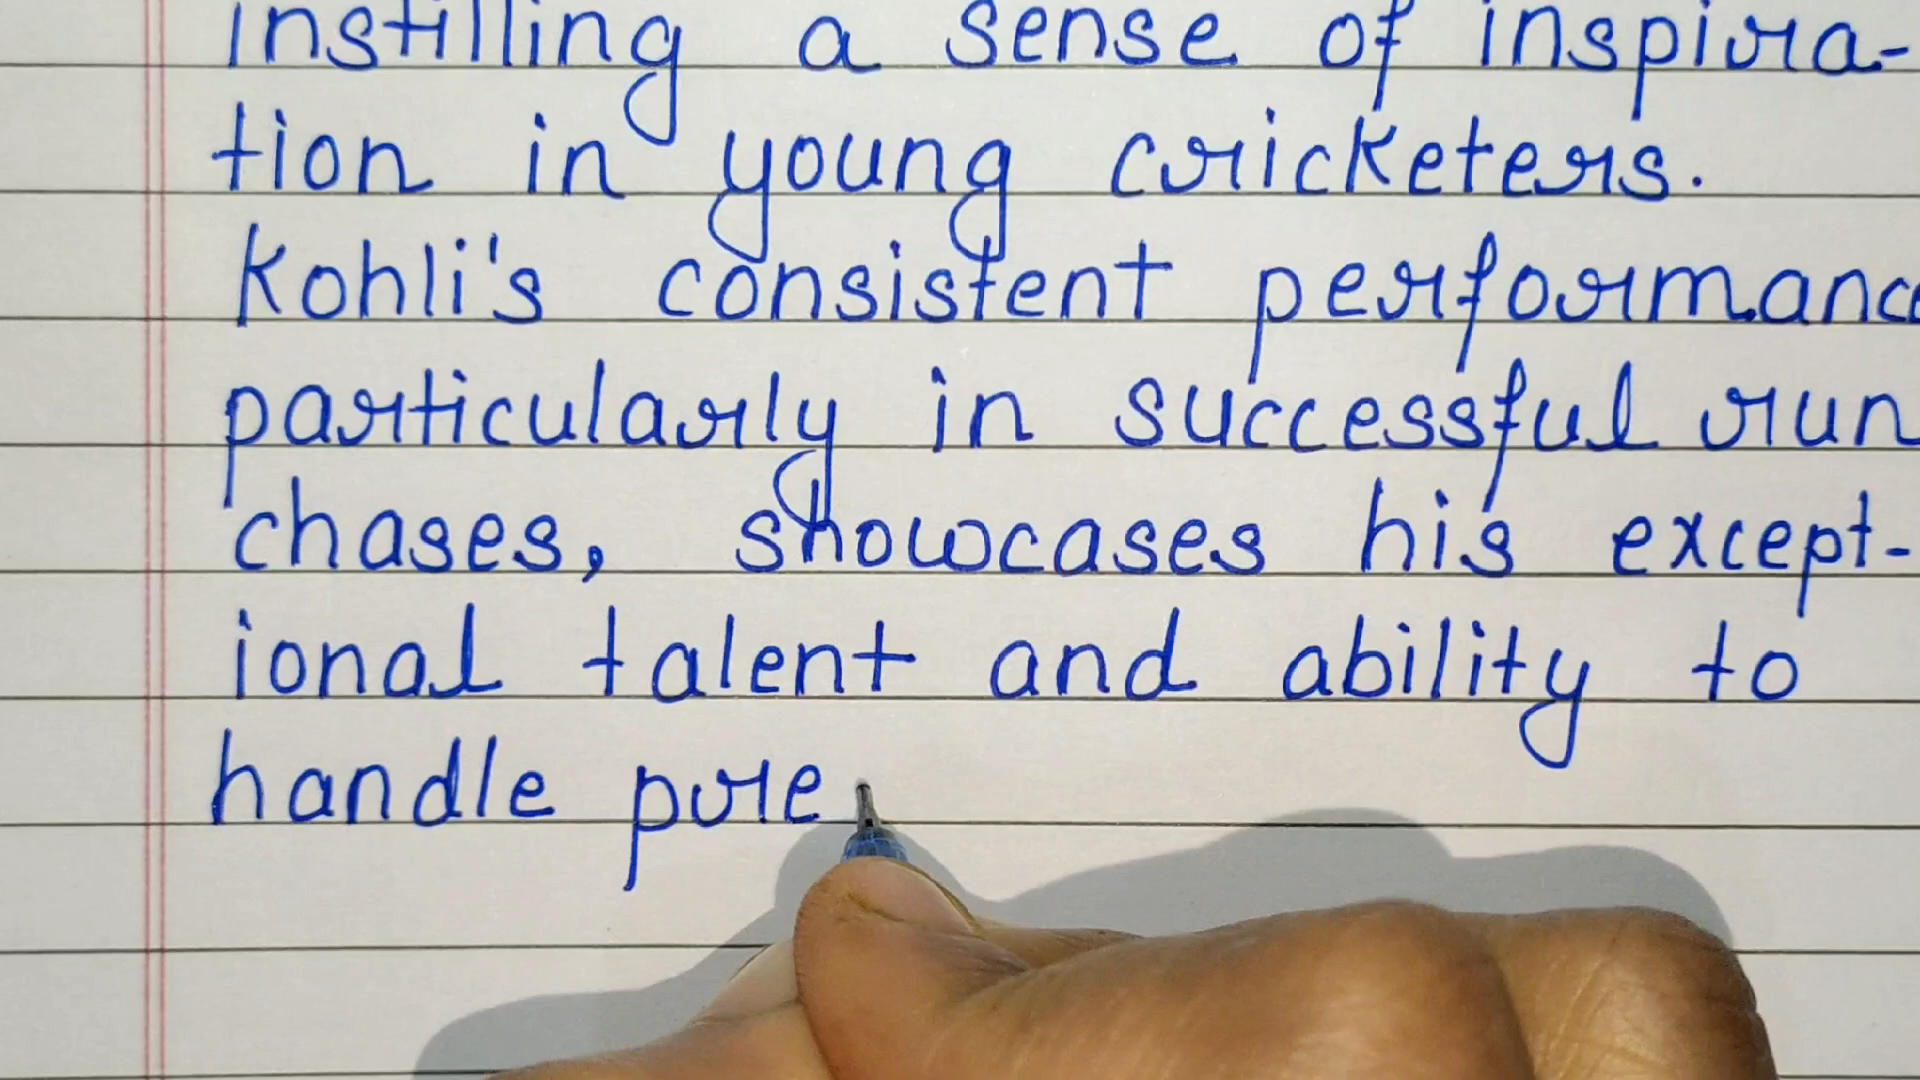 instilling a sense of inspira-
tion in young cricketers.
Kohli's consistent performanc
particularly in successful run
chases, showcases his except-
ional talent and ability to
handle pre